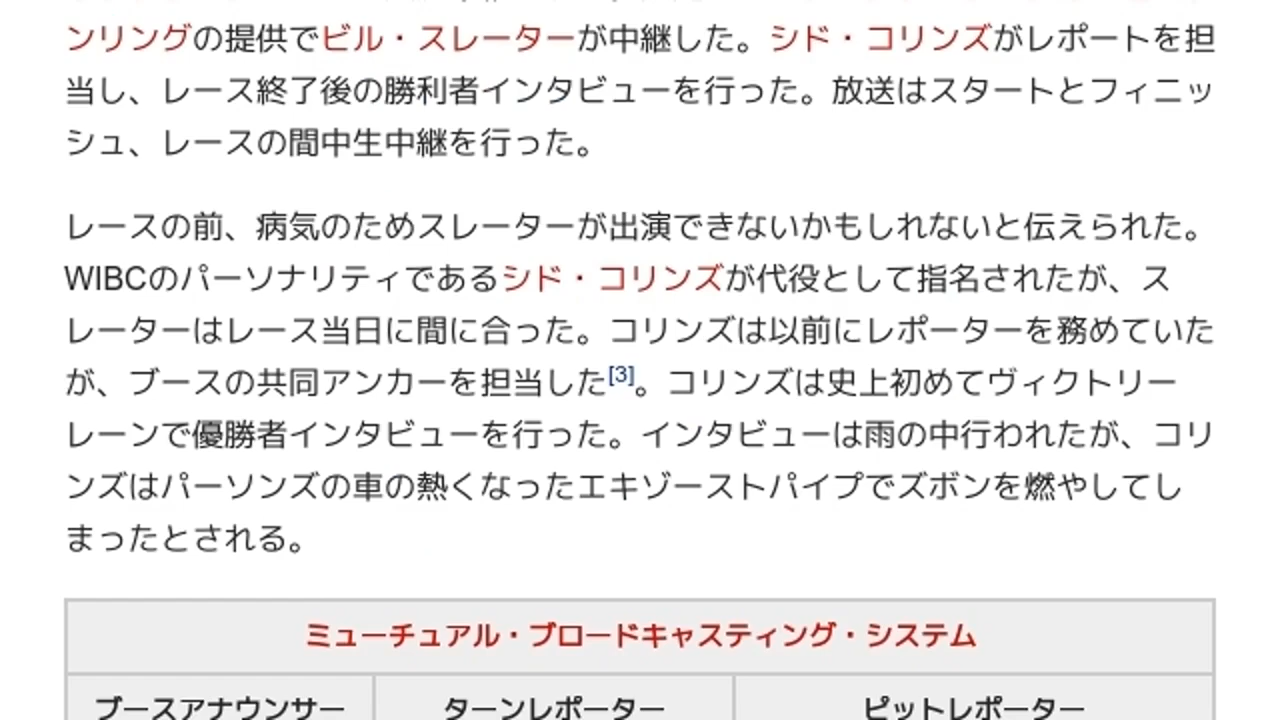 ンリングの提供でビル・スレーターが中継した。シド・コリンズがレポートを担
当し、レース終了後の勝利者インタビューを行った。放送はスタートとフィニッ
シュ、レースの間中生中継を行った。
レースの前、病気のためスレーターが出演できないかもしれないと伝えられた。
WIBCのパーソナリティであるシド・コリンズが代役として指名されたが、ス
レーターはレース当日に間に合った。コリンズは以前にレポーターを務めていた
が、ブースの共同アンカーを担当した[3]。コリンズは史上初めてヴィクトリー
レーンで優勝者インタビューを行った。インタビューは雨の中行われたが、コリ
ンズはパーソンズの車の熱くなったエキゾーストパイプでズボンを燃やしてし
まったとされる。
ミューチュアル・ブロードキャスティング・システム
ブースアナウンサー ターンレポーター ピットレポーター